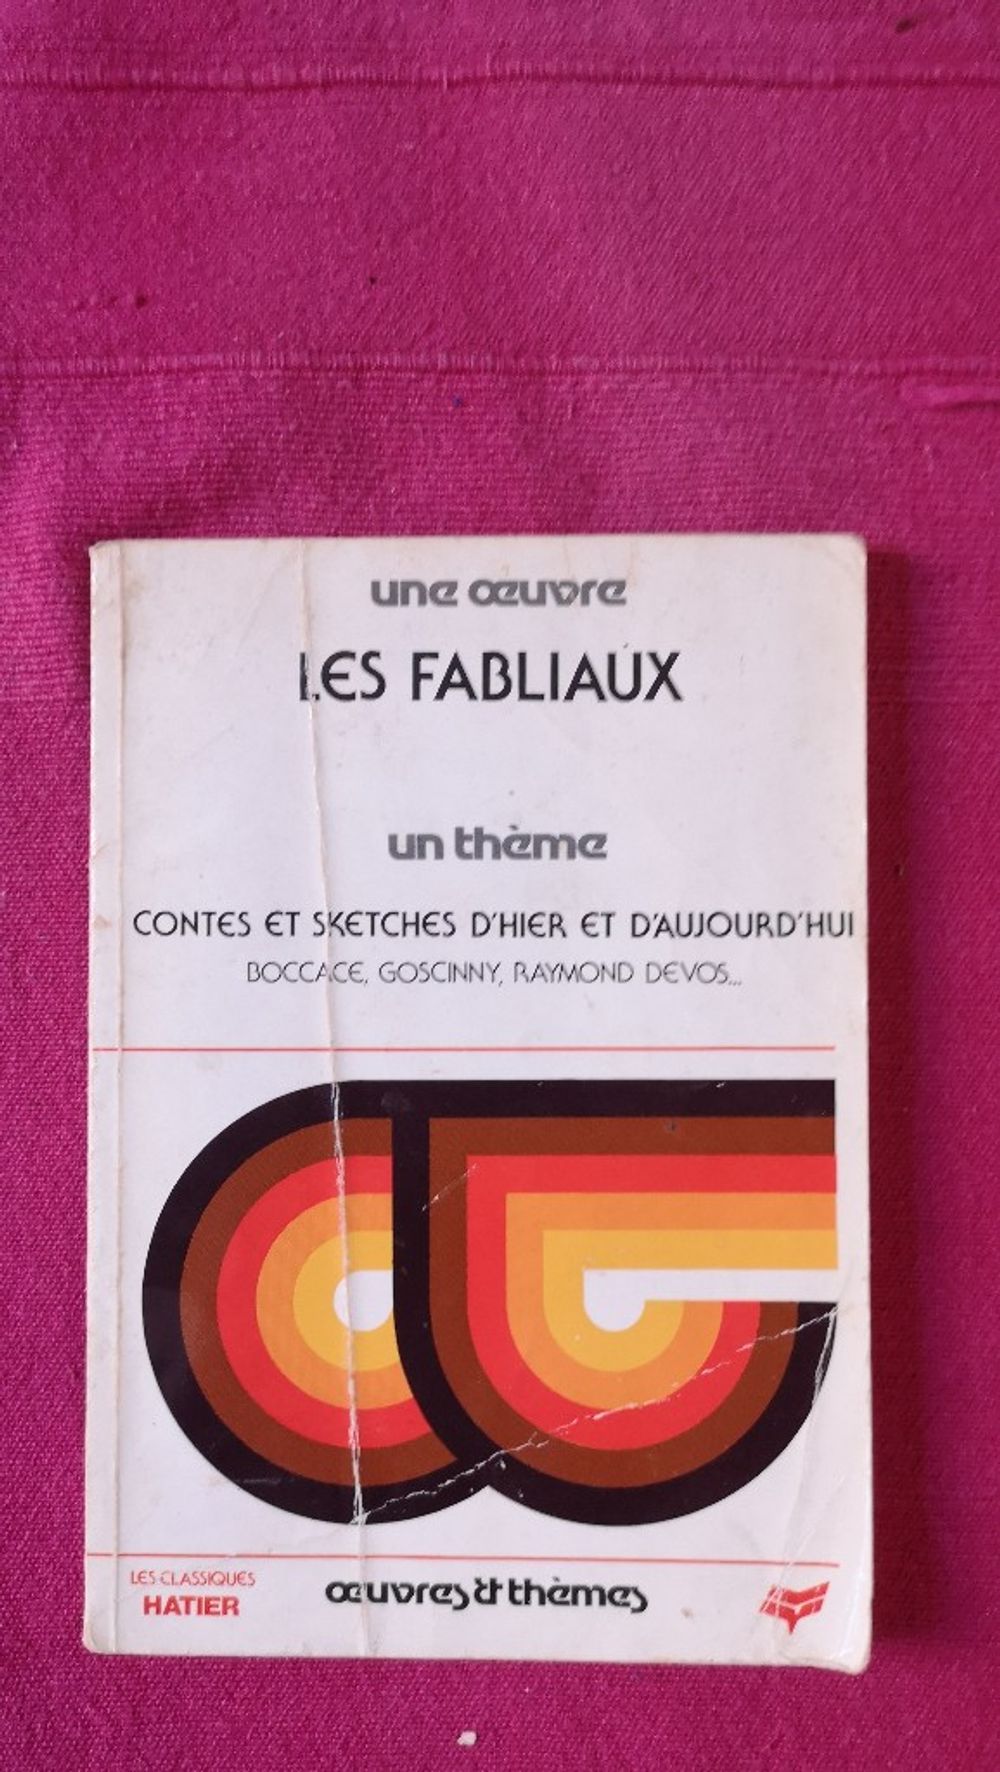 une œuvre
LES FABLIAUX
un thème
CONTES ET SKETCHES D'HIER ET D'AUJOURD'HUI
BOCCACE, GOSCINNY, RAYMOND DEVOS...
LES CLASSIQUES
HATIER
œuvres & thèmes